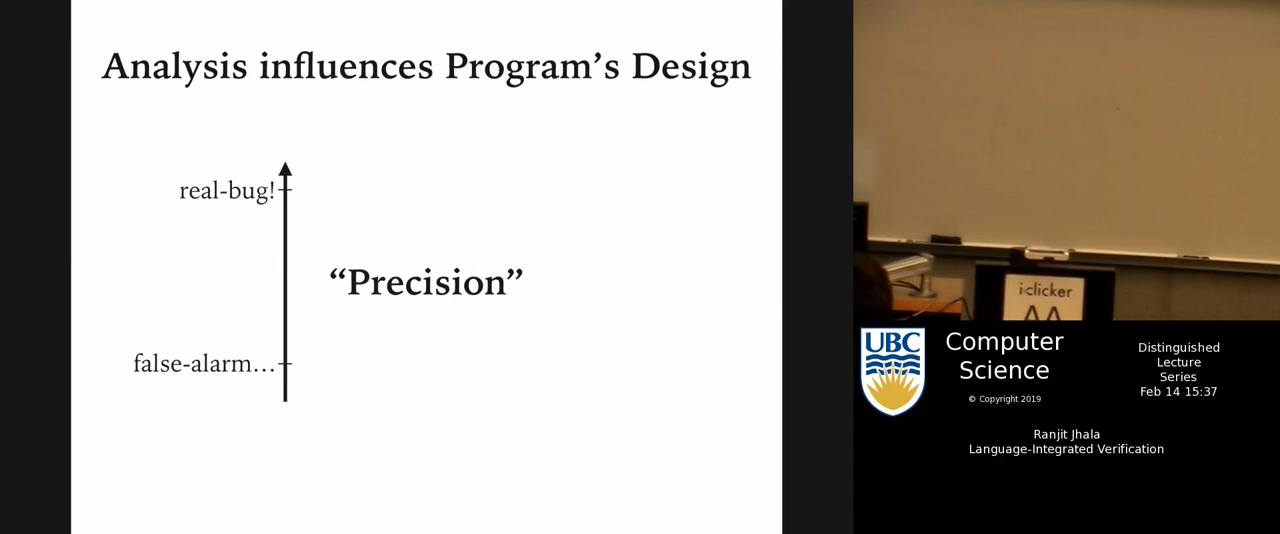 Analysis influences Program’s Design
real-bug!
“Precision”
false-alarm...
i>clicker
AA
UBC
Computer
Science
© Copyright 2019
Distinguished
Lecture
Series
Feb 14 15:37
Ranjit Jhala
Language-Integrated Verification